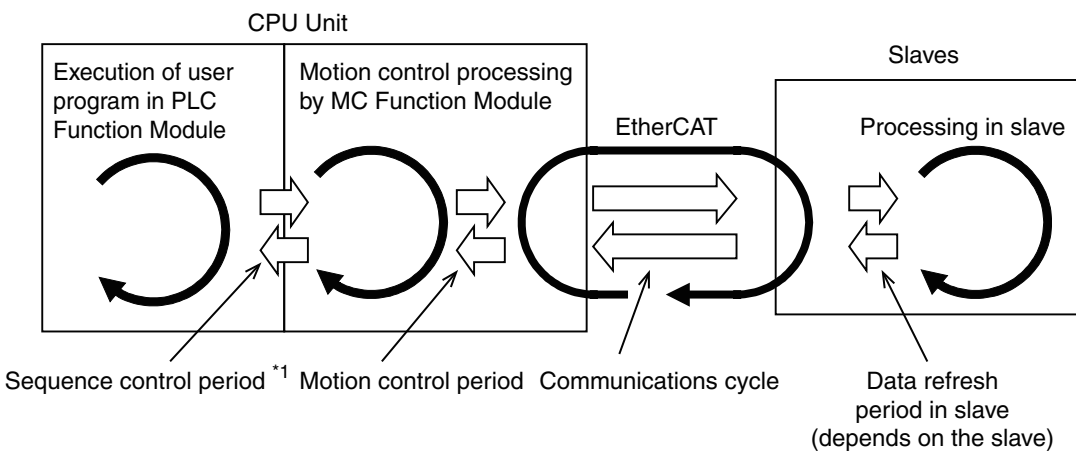 CPU Unit
Execution of user
program in PLC
Function Module
Motion control processing
by MC Function Module
EtherCAT
Slaves
Processing in slave
Sequence control period *1
Motion control period
Communications cycle
Data refresh
period in slave
(depends on the slave)